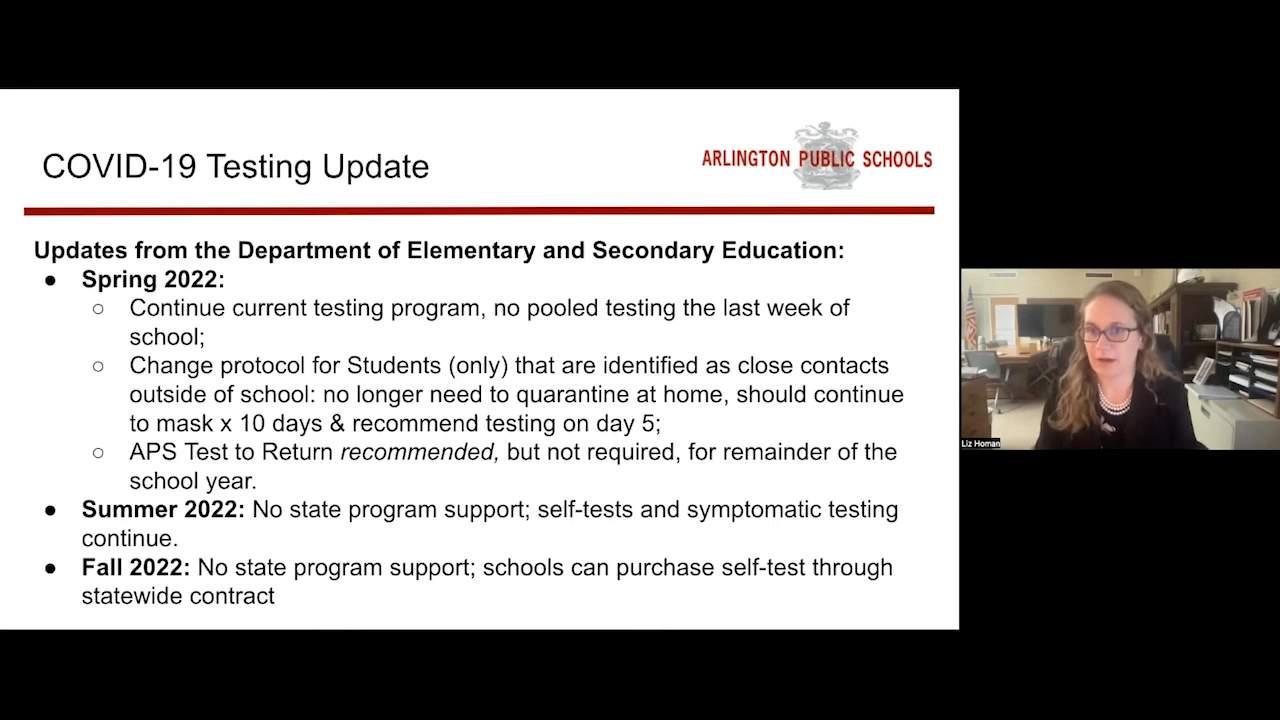 COVID-19 Testing Update
ARLINGTON PUBLIC SCHOOLS
Updates from the Department of Elementary and Secondary Education:
● Spring 2022:
○ Continue current testing program, no pooled testing the last week of
school;
○ Change protocol for Students (only) that are identified as close contacts
outside of school: no longer need to quarantine at home, should continue
to mask x 10 days & recommend testing on day 5;
○ APS Test to Return recommended, but not required, for remainder of the
school year.
● Summer 2022: No state program support; self-tests and symptomatic testing
continue.
● Fall 2022: No state program support; schools can purchase self-test through
statewide contract
Liz Homan